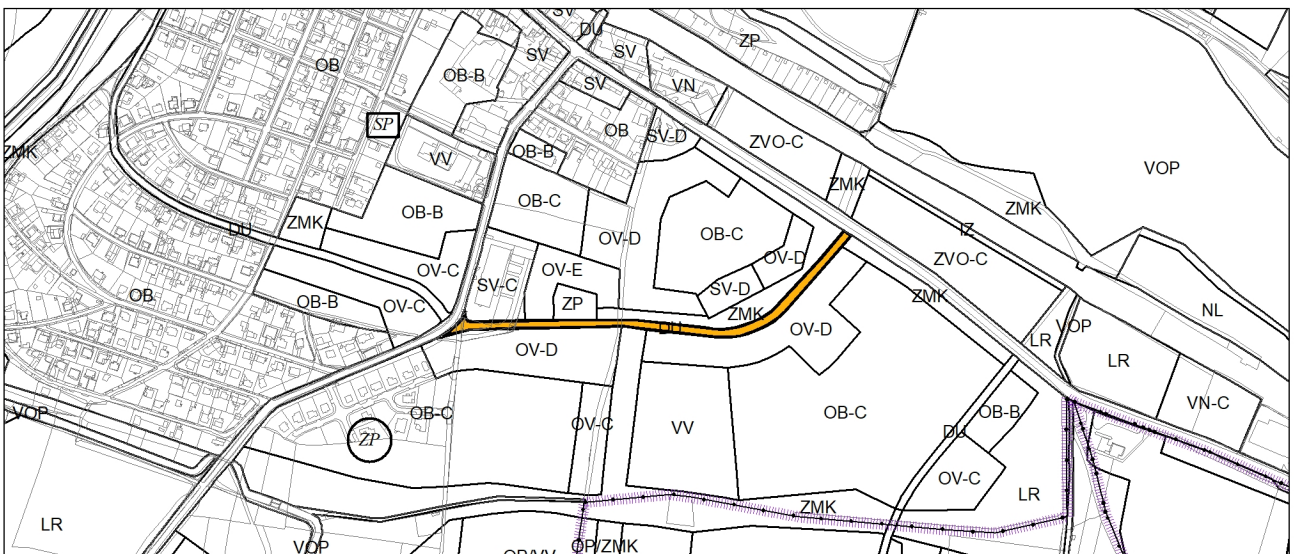 SV
DU
SV
SV
ZP
OB
OB-B
SV
VN
SP
OB
SV-D
ZVO-C
ZMK
VV
OB-B
VOP
ZMK
OB-C
ZMK
OB-B
ZMK
DU
OV-D
OB-C
IZ
OV-C
SV-C
OV-E
OV-D
ZVO-C
OB
OB-B
OV-C
ZP
SV-D
ZMK
ZMK
NL
DU
OV-D
OV-D
LR
VOP
LR
VOP
OB-C
OV-C
VV
OB-C
OB-B
VN-C
ZP
DU
OV-C
LR
ZMK
LR
VOP
OP/ZMK
OB/VV